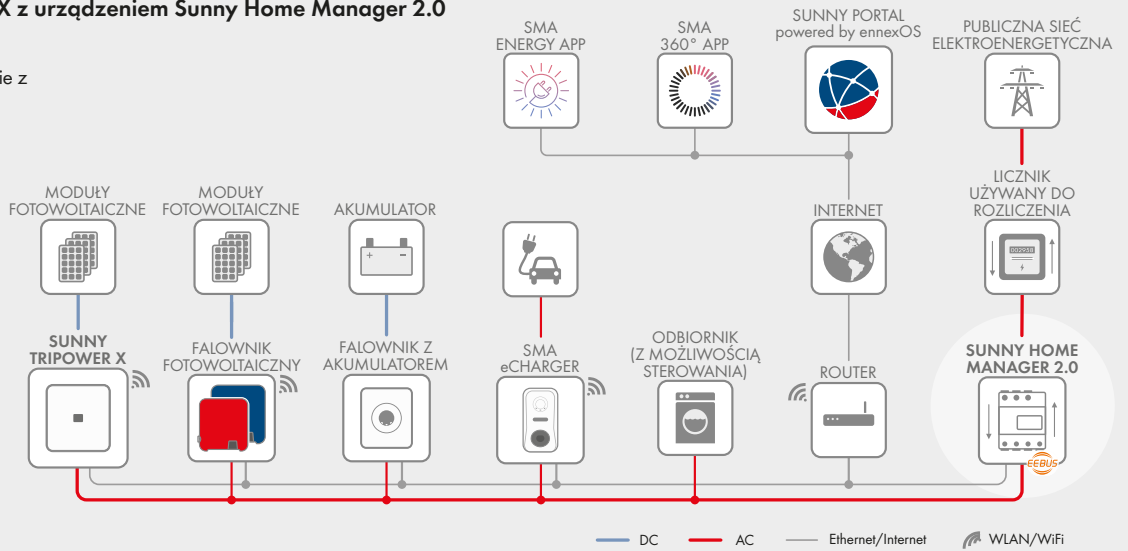 X z urządzeniem Sunny Home Manager 2.0
ie z
SMA
ENERGY APP
SMA
360° APP
SUNNY PORTAL
powered by ennexOS
PUBLICZNA SIEĆ
ELEKTROENERGETYCZNA
MODUŁY
FOTOWOLTAICZNE
MODUŁY
FOTOWOLTAICZNE
AKUMULATOR
INTERNET
LICZNIK
UŻYWANY DO
ROZLICZENIA
SUNNY
TRIPOWER X
FALOWNIK
FOTOWOLTAICZNY
FALOWNIK Z
AKUMULATOREM
SMA
eCHARGER
ODBIORNIK
(Z MOŻLIWOŚCIĄ
STEROWANIA)
ROUTER
SUNNY HOME
MANAGER 2.0
EEBUS
DC
AC
Ethernet/Internet
WLAN/WiFi